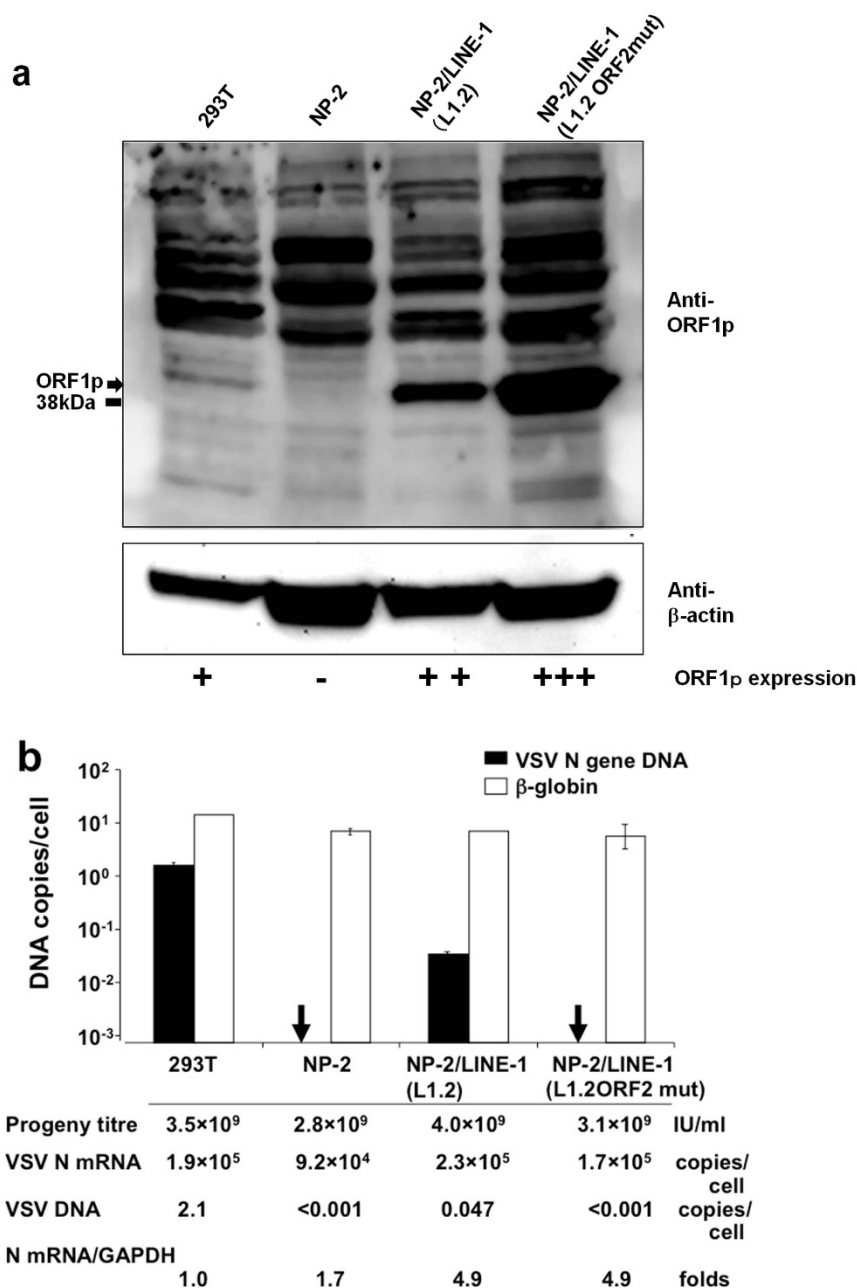 a
293T
NP-2
NP-2/LINE-1
(L1.2)
NP-2/LINE-1
(L1.2 ORF2mut)
Anti-
ORF1p
ORF1p
38kDa
Anti-
β-actin
+ - + + +++ ORF1p expression
b
VSV N gene DNA
β-globin
DNA copies/cell
10²
10¹
10⁰
10⁻¹
10⁻²
10⁻³
293T NP-2 NP-2/LINE-1 NP-2/LINE-1
(L1.2) (L1.2ORF2 mut)
Progeny titre 3.5×10⁹ 2.8×10⁹ 4.0×10⁹ 3.1×10⁹ IU/ml
VSV N mRNA 1.9×10⁵ 9.2×10⁴ 2.3×10⁵ 1.7×10⁵ copies/
cell
VSV DNA 2.1 <0.001 0.047 <0.001 copies/
cell
N mRNA/GAPDH
1.0 1.7 4.9 4.9 folds